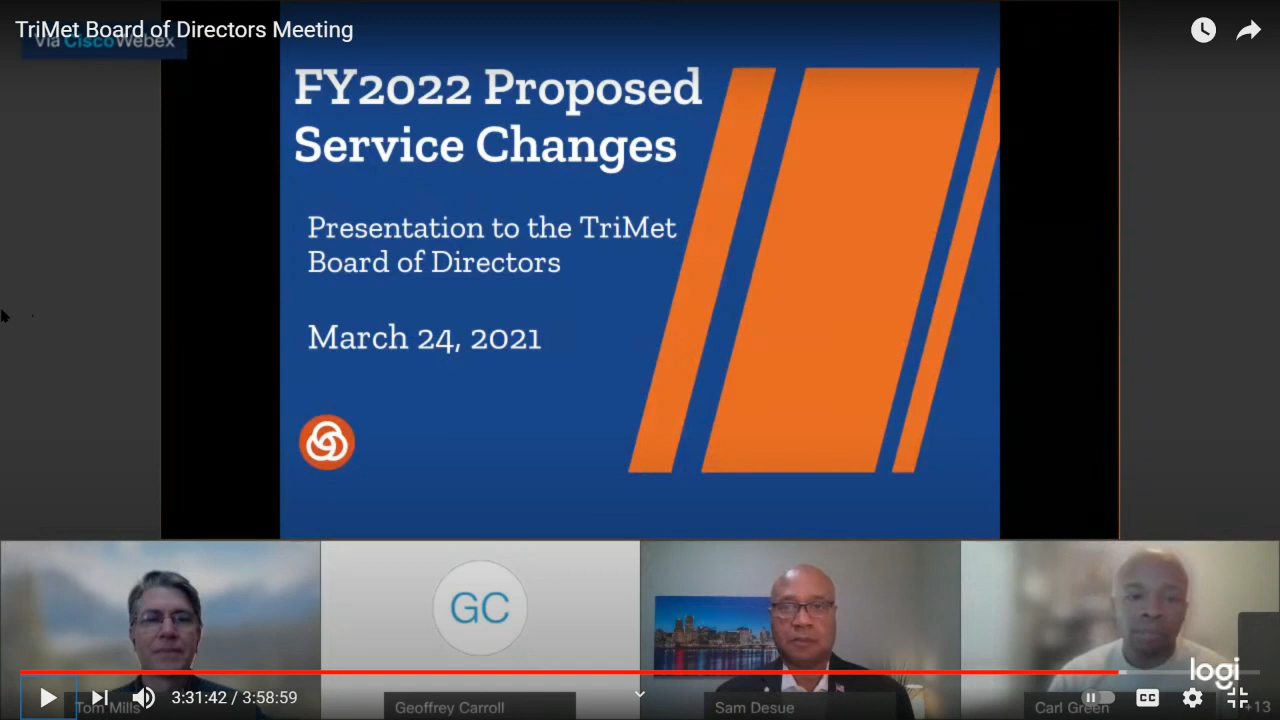 TriMet Board of Directors Meeting
Via Cisco Webex
FY2022 Proposed
Service Changes
Presentation to the TriMet
Board of Directors
March 24, 2021
GC
logi
3:31:42 / 3:58:59
CC
Tom Mills
Geoffrey Carroll
Sam Desue
Carl Green
+13